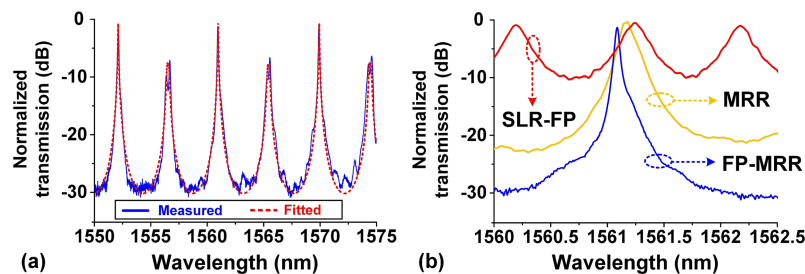 Normalized
transmission (dB)
0
-10
-20
-30
Measured
Fitted
1550
1555
1560
1565
1570
1575
(a)
Wavelength (nm)
Normalized
transmission (dB)
0
-10
-20
-30
SLR-FP
MRR
FP-MRR
1560
1560.5
1561
1561.5
1562
1562.5
(b)
Wavelength (nm)